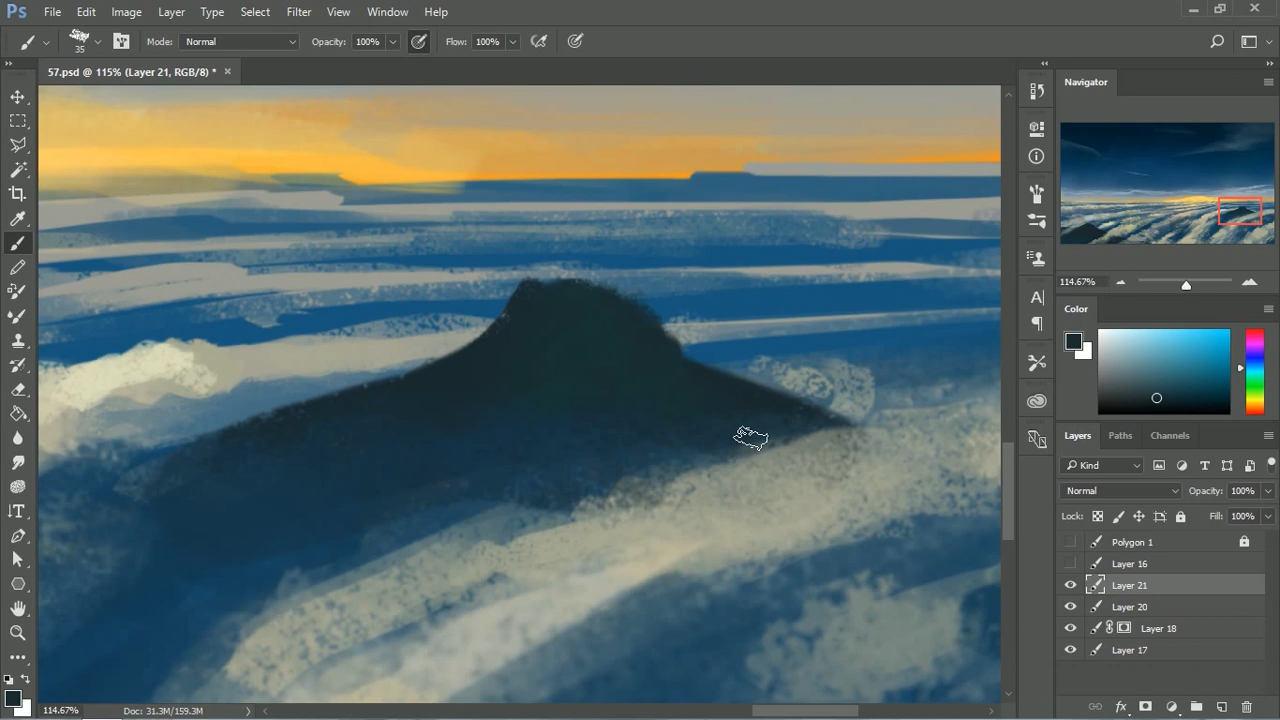 Ps File Edit Image Layer Type Select Filter View Window Help
35 Mode: Normal Opacity: 100% Flow: 100%
57.psd @ 115% (Layer 21, RGB/8) * ×
Navigator
114.67%
Color
Layers Paths Channels
Kind
Normal Opacity: 100%
Lock: Fill: 100%
Polygon 1
Layer 16
Layer 21
Layer 20
Layer 18
Layer 17
114.67% Doc: 31.3M/159.3M